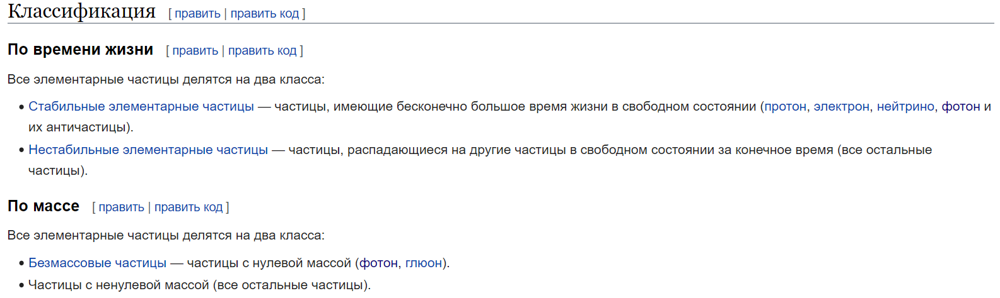 Классификация [ править | править код ]
По времени жизни [ править | править код ]
Все элементарные частицы делятся на два класса:
• Стабильные элементарные частицы — частицы, имеющие бесконечно большое время жизни в свободном состоянии (протон, электрон, нейтрино, фотон и
их античастицы).
• Нестабильные элементарные частицы — частицы, распадающиеся на другие частицы в свободном состоянии за конечное время (все остальные
частицы).
По массе [ править | править код ]
Все элементарные частицы делятся на два класса:
• Безмассовые частицы — частицы с нулевой массой (фотон, глюон).
• Частицы с ненулевой массой (все остальные частицы).